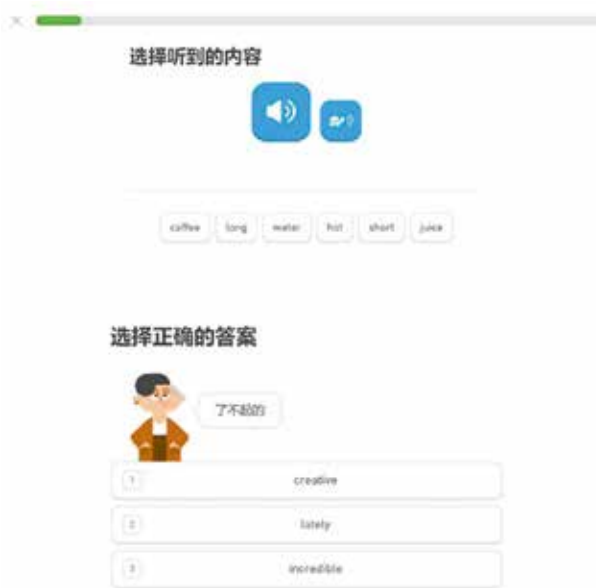 选择听到的内容
coffee long water hot short juice
选择正确的答案
了不起的
1 creative
2 lately
3 incredible